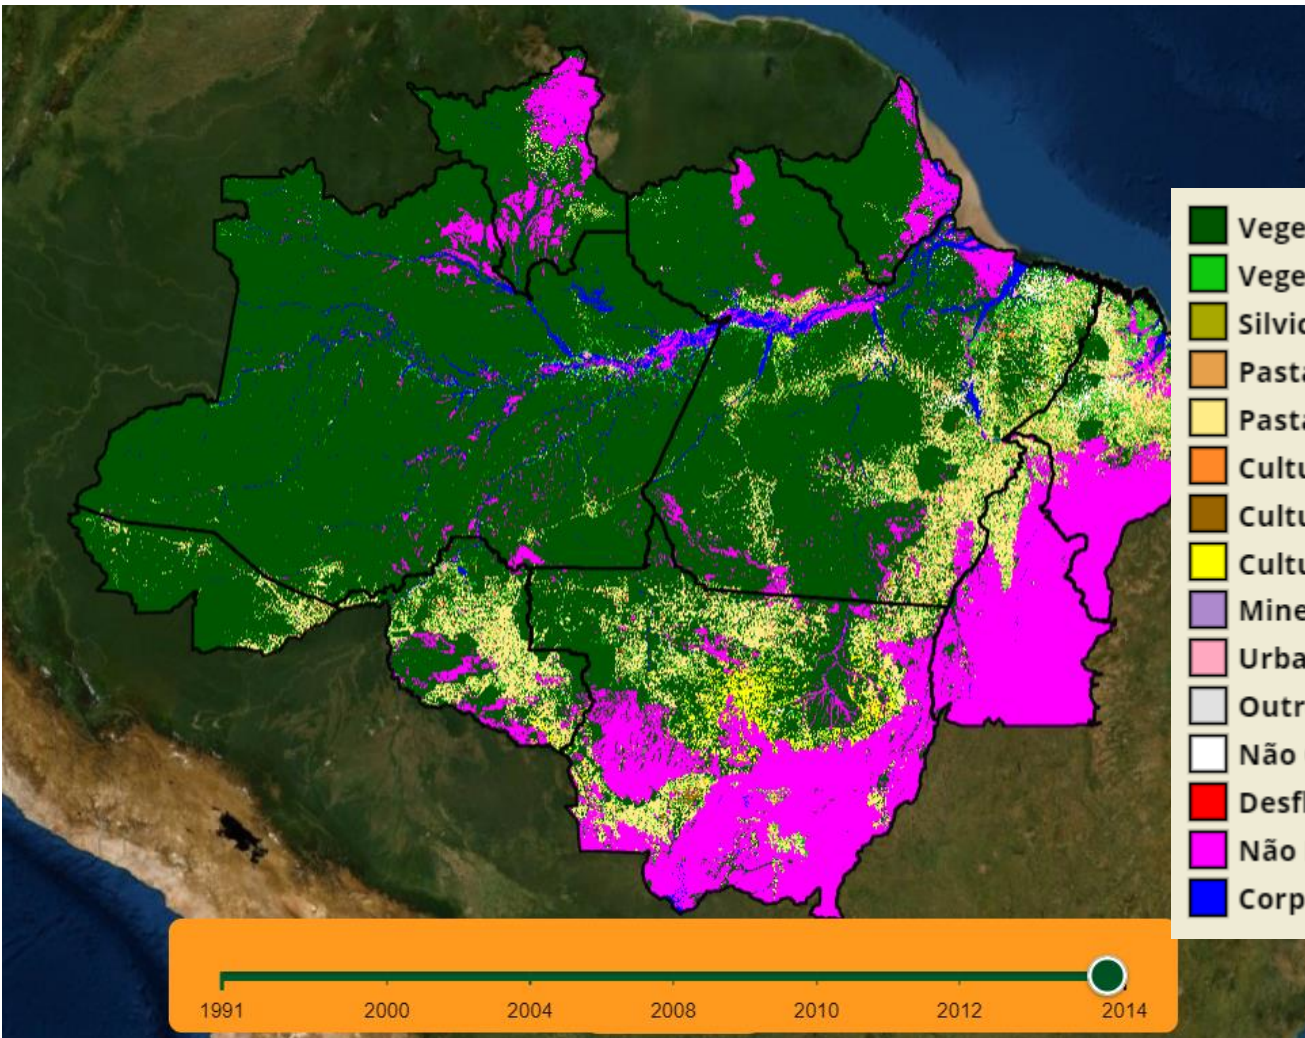 Vege
Vege
Silvic
Pasta
Pasta
Cultu
Cultu
Cultu
Mine
Urba
Outr
Não
Desfl
Não
Corp
1991 2000 2004 2008 2010 2012 2014